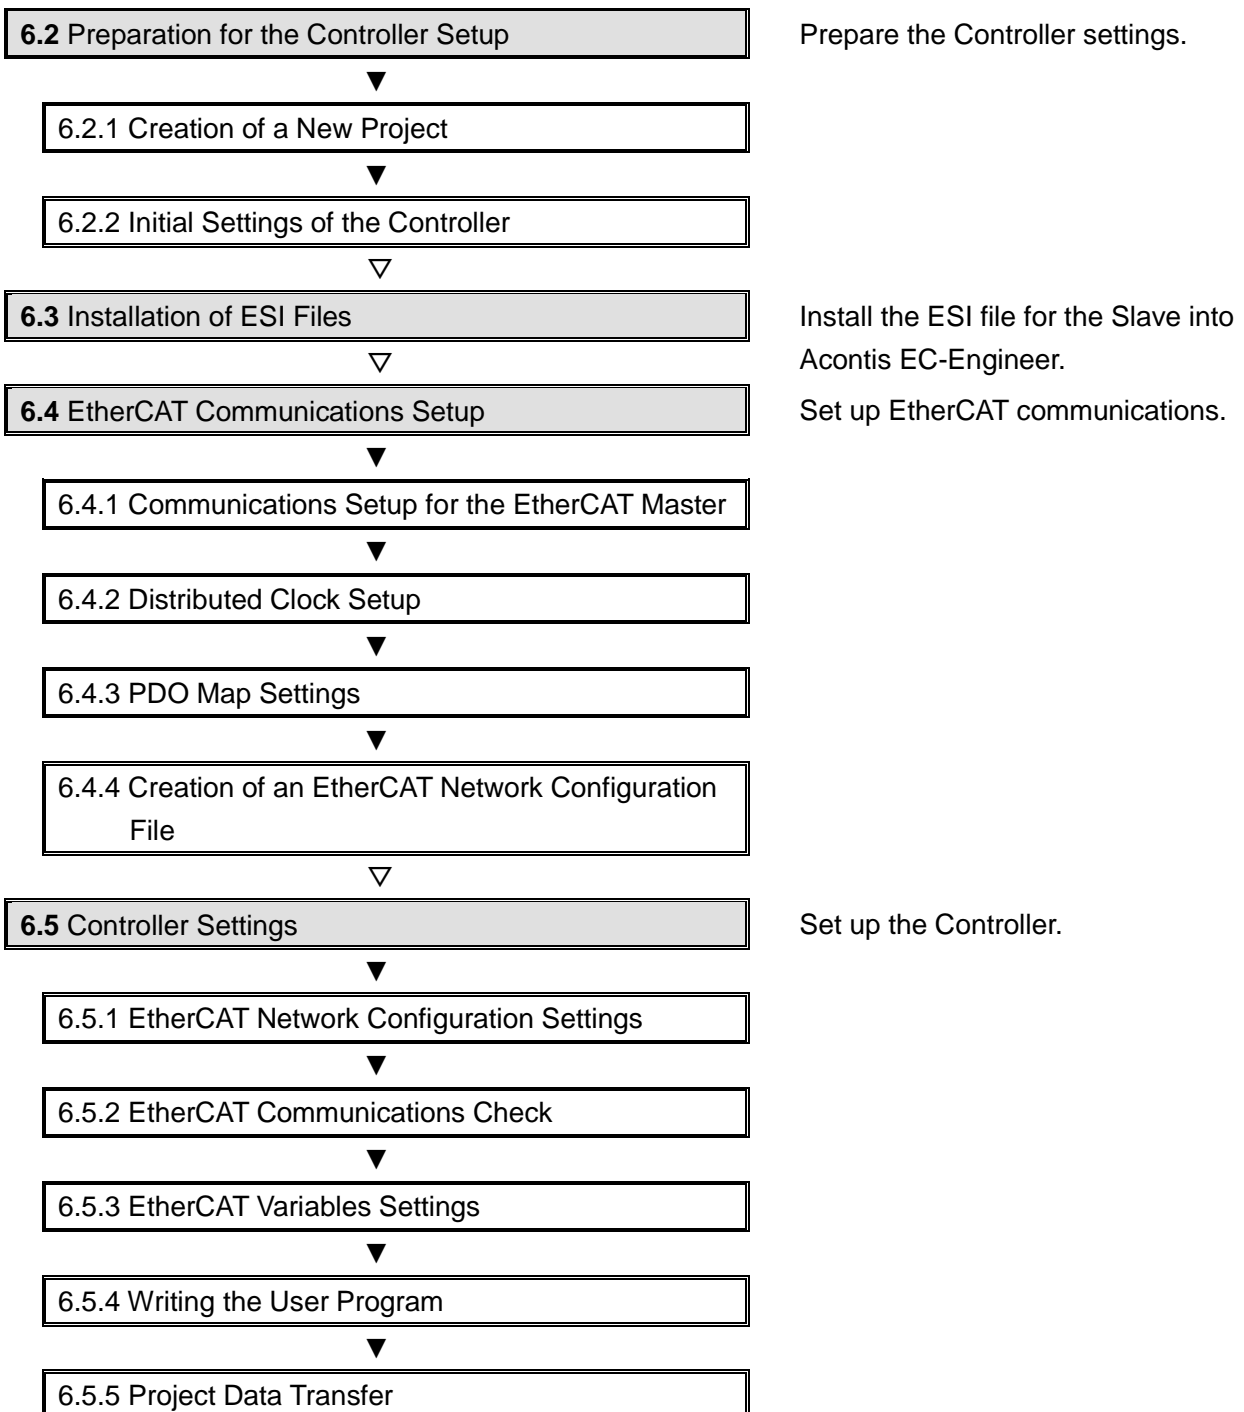 6.2 Preparation for the Controller Setup
Prepare the Controller settings.
▼
6.2.1 Creation of a New Project
▼
6.2.2 Initial Settings of the Controller
▽
6.3 Installation of ESI Files
Install the ESI file for the Slave into
Acontis EC-Engineer.
▽
6.4 EtherCAT Communications Setup
Set up EtherCAT communications.
▼
6.4.1 Communications Setup for the EtherCAT Master
▼
6.4.2 Distributed Clock Setup
▼
6.4.3 PDO Map Settings
▼
6.4.4 Creation of an EtherCAT Network Configuration
File
▽
6.5 Controller Settings
Set up the Controller.
▼
6.5.1 EtherCAT Network Configuration Settings
▼
6.5.2 EtherCAT Communications Check
▼
6.5.3 EtherCAT Variables Settings
▼
6.5.4 Writing the User Program
▼
6.5.5 Project Data Transfer